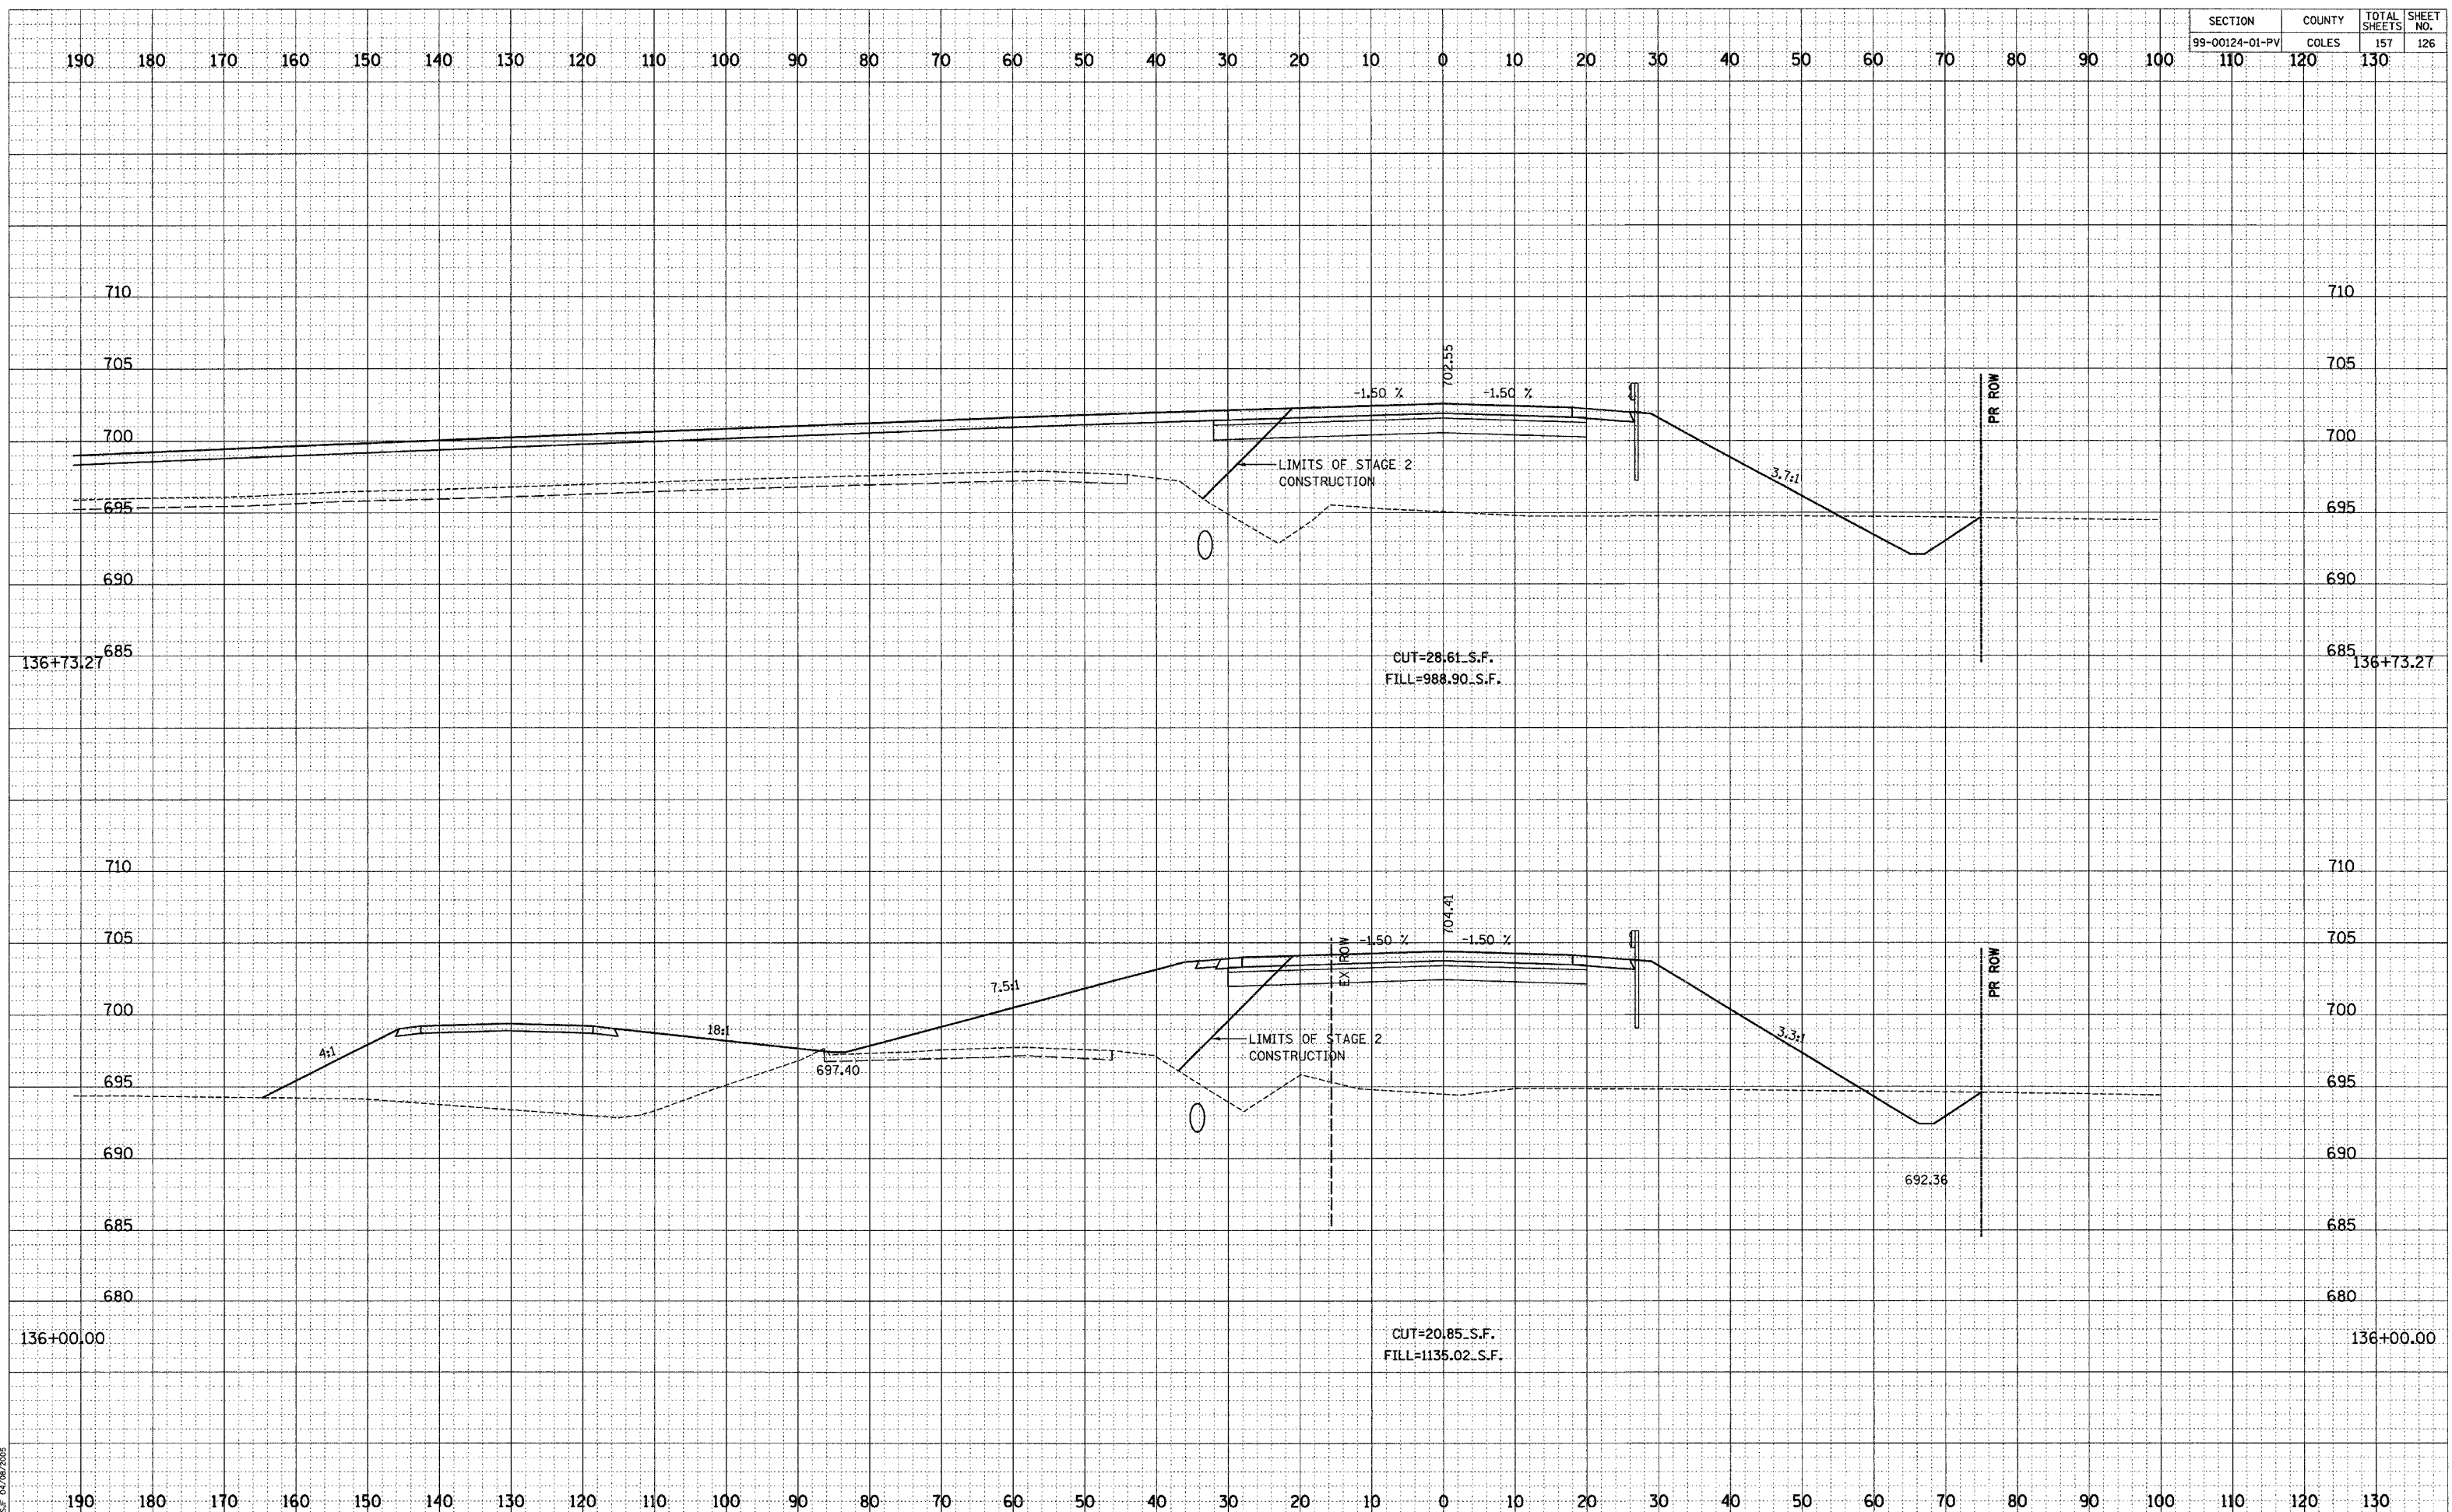 SECTION COUNTY TOTAL SHEETS SHEET NO.
99-00124-01-PV COLES 157 126
190 180 170 160 150 140 130 120 110 100 90 80 70 60 50 40 30 20 10 0 10 20 30 40 50 60 70 80 90 100 110 120 130
710 710
705 702.55 705
-1.50 % -1.50 %
PR ROW
700 700
LIMITS OF STAGE 2
CONSTRUCTION
3.7:1
695 695
690 690
685 685
136+73.27 136+73.27
CUT=28.61_S.F.
FILL=988.90_S.F.
710 710
704.41
705 705
-1.50 % -1.50 %
EX ROW
PR ROW
7.5:1
700 700
18:1
4:1
LIMITS OF STAGE 2
CONSTRUCTION
3.3:1
697.40
695 695
690 690
692.36
685 685
680 680
136+00.00 136+00.00
CUT=20.85_S.F.
FILL=1135.02_S.F.
SJF 04/08/2005
190 180 170 160 150 140 130 120 110 100 90 80 70 60 50 40 30 20 10 0 10 20 30 40 50 60 70 80 90 100 110 120 130